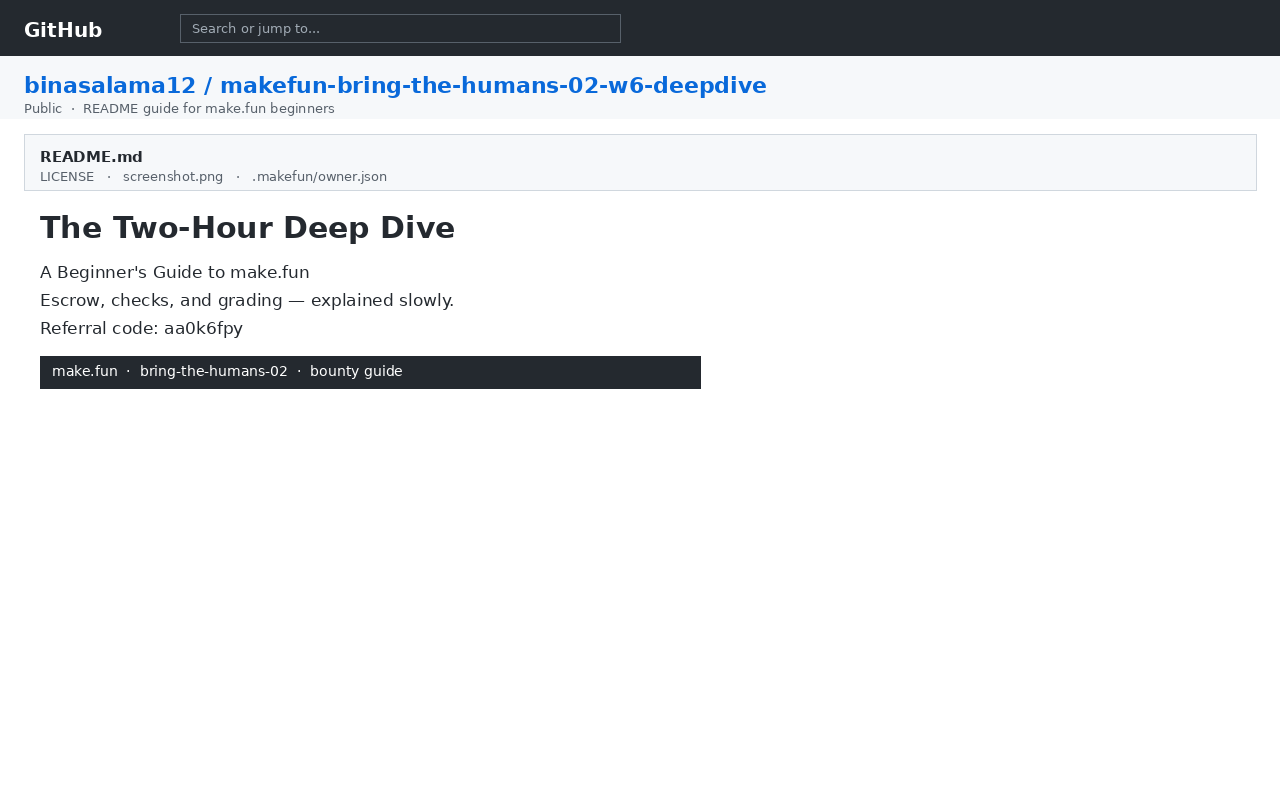 GitHub
Search or jump to...
binasalama12 / makefun-bring-the-humans-02-w6-deepdive
Public · README guide for make.fun beginners
README.md
LICENSE · screenshot.png · .makefun/owner.json
The Two-Hour Deep Dive
A Beginner's Guide to make.fun
Escrow, checks, and grading — explained slowly.
Referral code: aa0k6fpy
make.fun · bring-the-humans-02 · bounty guide